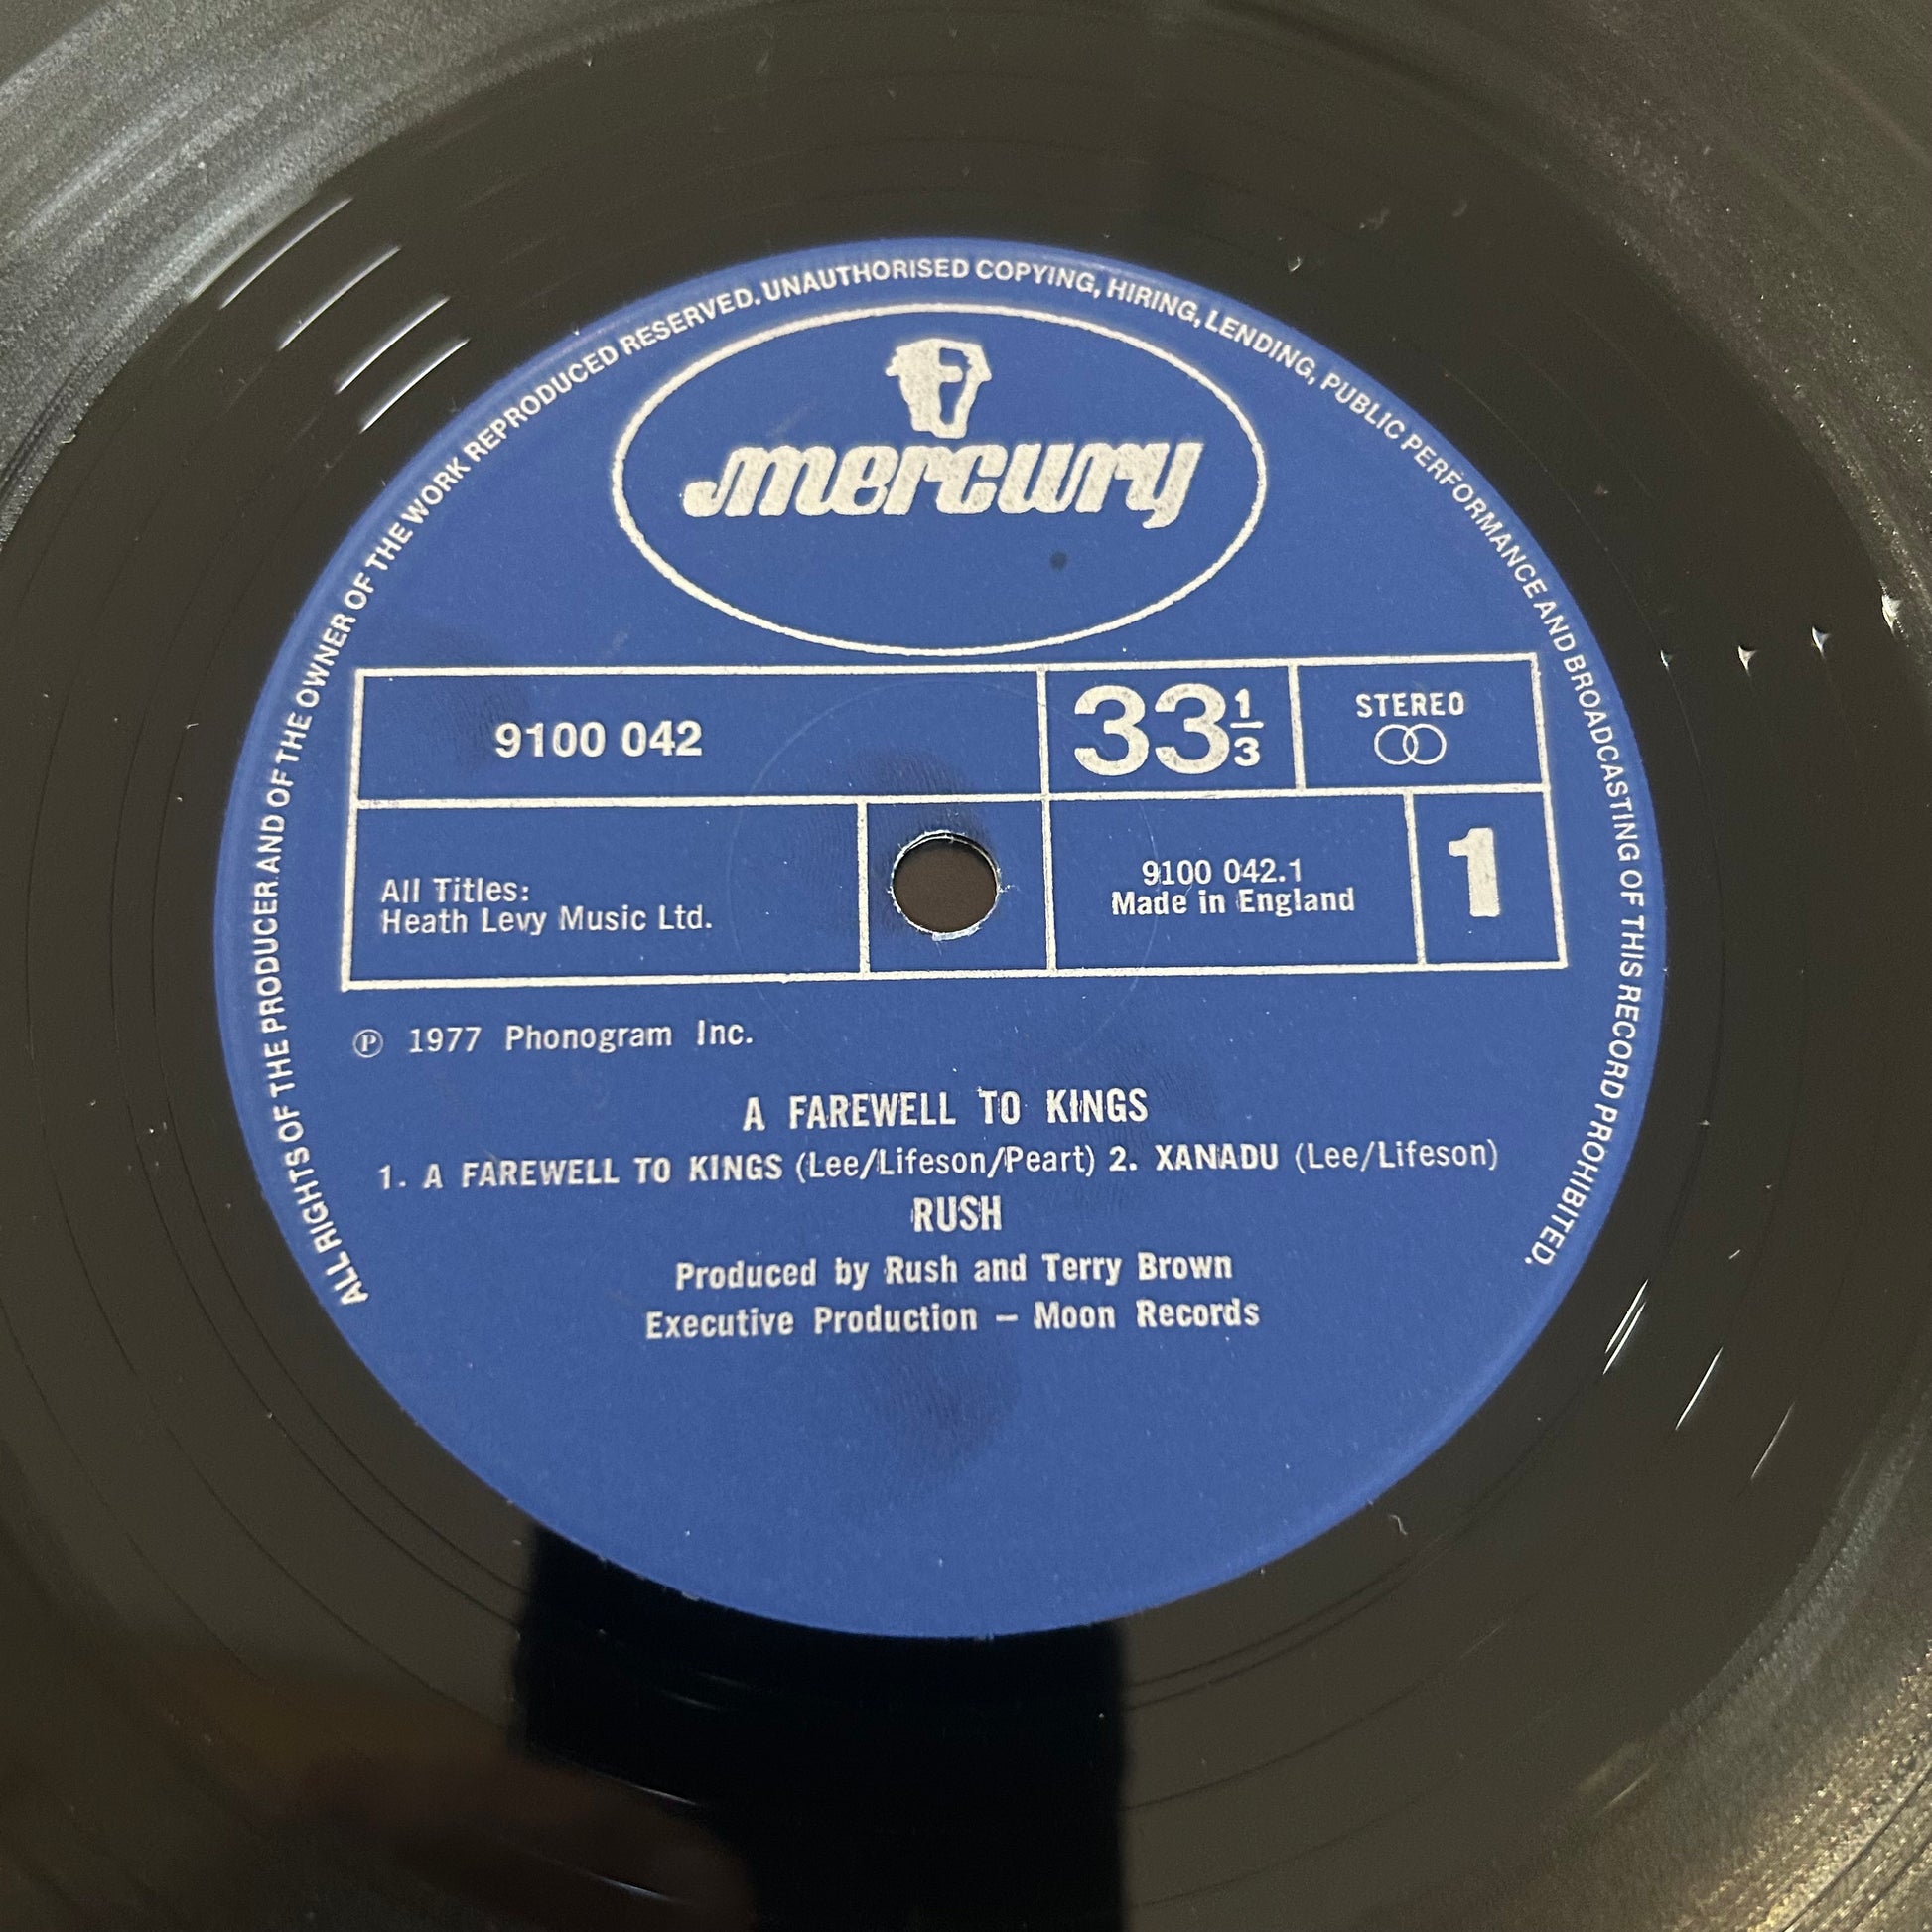 ALL RIGHTS OF THE PRODUCER AND OF THE OWNER OF THE WORK REPRODUCED RESERVED. UNAUTHORISED COPYING, HIRING, LENDING, PUBLIC PERFORMANCE AND BROADCASTING OF THIS RECORD PROHIBITED.
mercury
9100 042
33 1/3
STEREO
All Titles:
Heath Levy Music Ltd.
9100 042.1
Made in England
1
℗ 1977 Phonogram Inc.
A FAREWELL TO KINGS
1. A FAREWELL TO KINGS (Lee/Lifeson/Peart) 2. XANADU (Lee/Lifeson)
RUSH
Produced by Rush and Terry Brown
Executive Production – Moon Records